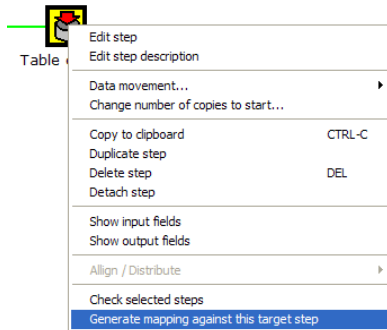 Table
Edit step
Edit step description
Data movement...
Change number of copies to start...
Copy to clipboard CTRL-C
Duplicate step
Delete step DEL
Detach step
Show input fields
Show output fields
Allign / Distribute
Check selected steps
Generate mapping against this target step